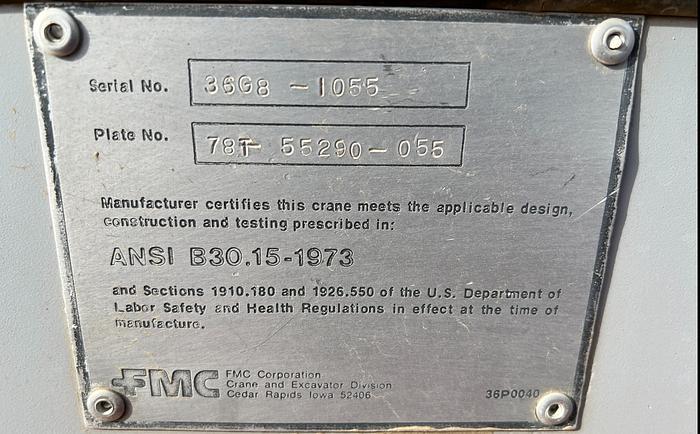 Serial No. 36G8 - 1055
Plate No. 78T- 55290-055
Manufacturer certifies this crane meets the applicable design,
construction and testing prescribed in:
ANSI B30.15-1973
and Sections 1910.180 and 1926.550 of the U.S. Department of
Labor Safety and Health Regulations in effect at the time of
manufacture.
FMC FMC Corporation
Crane and Excavator Division
Cedar Rapids Iowa 52406
36P0040